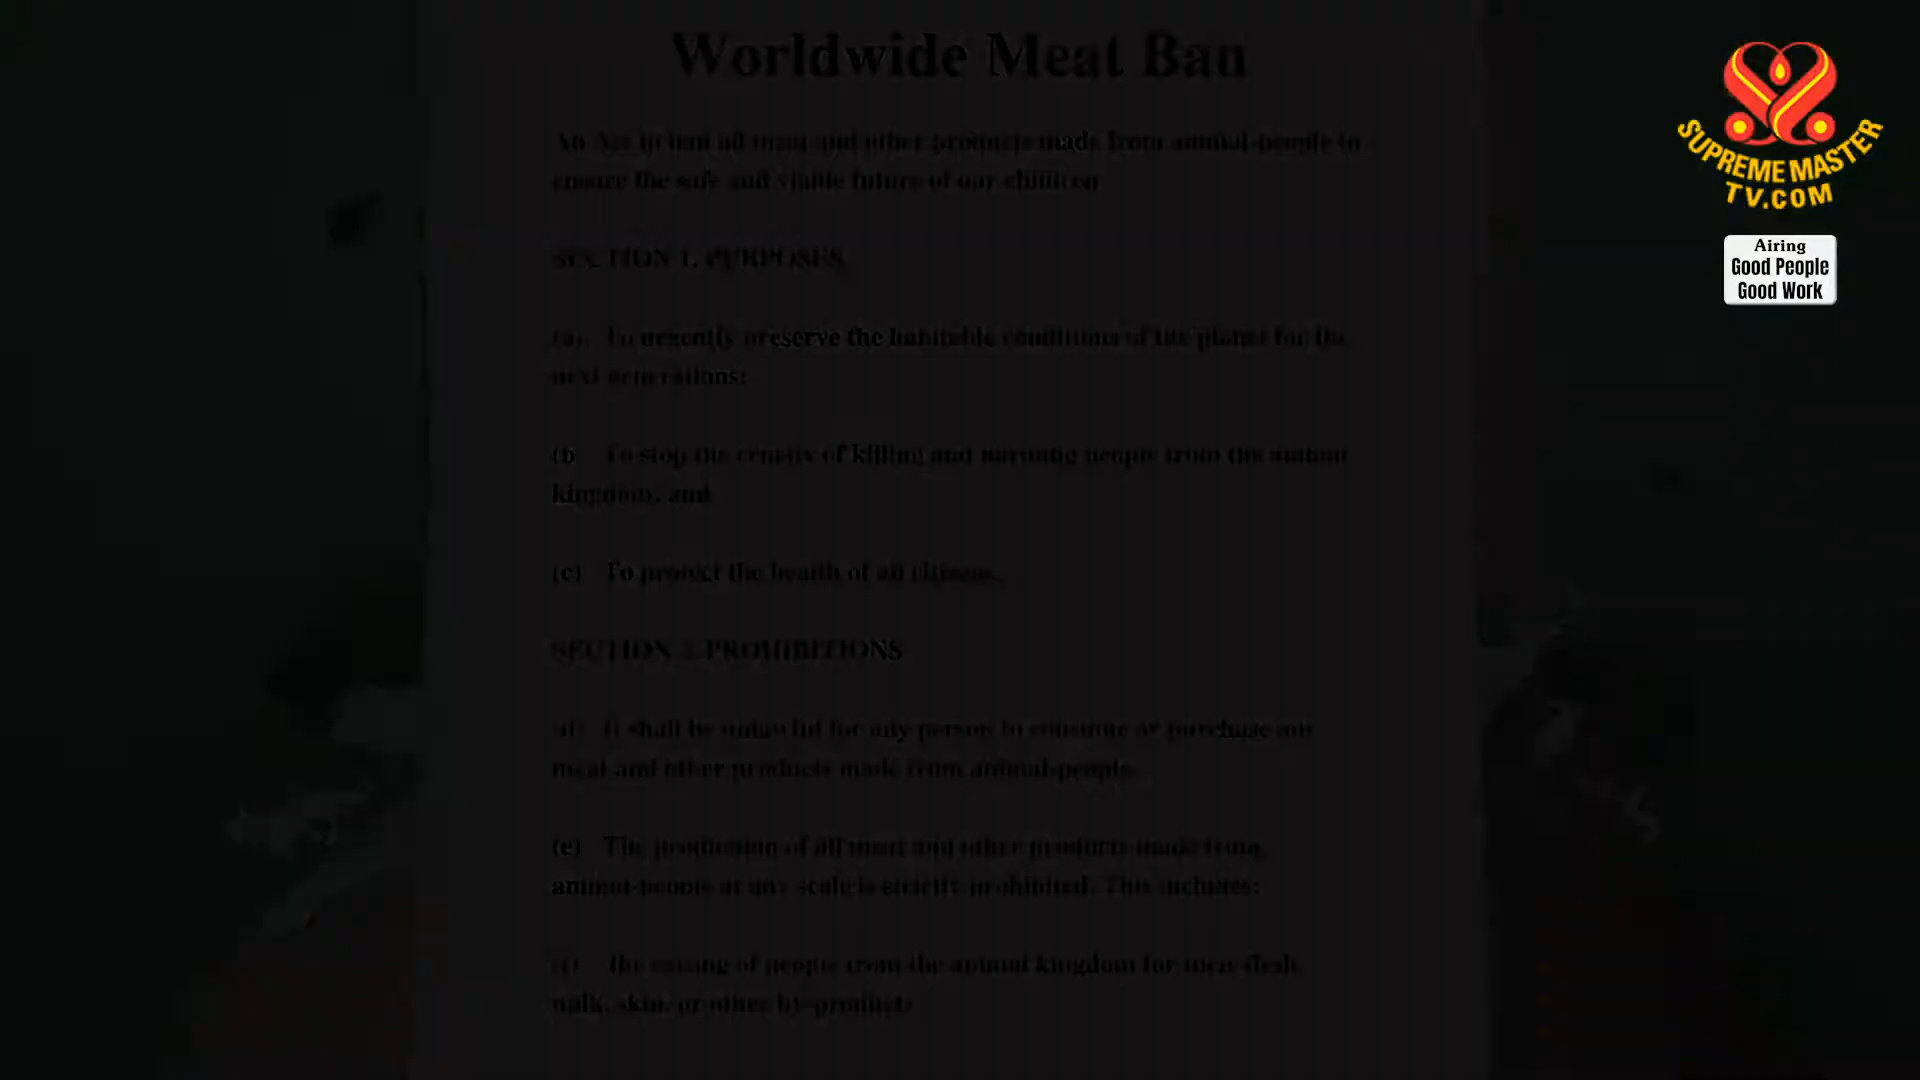 Worldwide Meat Ban
An Act to ban all meat and other products made from animal-people to
ensure the safe and viable future of our children
SECTION 1. PURPOSES
(a) To urgently preserve the habitable conditions of the planet for the
next generations;
(b) To stop the cruelty of killing and harming people from the animal
kingdom; and
(c) To protect the health of all citizens.
SECTION 2. PROHIBITIONS
(d) It shall be unlawful for any person to consume or purchase any
meat and other products made from animal-people.
(e) The production of all meat and other products made from
animal-people at any scale is strictly prohibited. This includes:
(i) the raising of people from the animal kingdom for their flesh,
milk, skin, or other by-products
SUPREME MASTER
TV.COM
Airing
Good People
Good Work